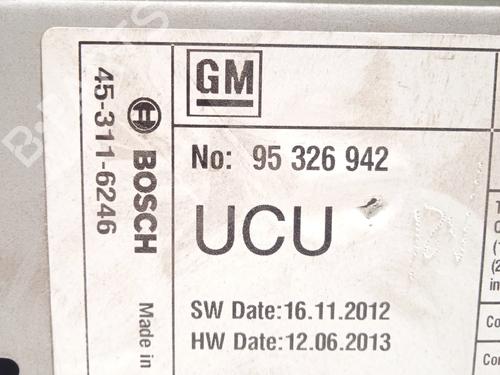 GM
No: 95 326 942
UCU
SW Date:16.11.2012
HW Date:12.06.2013
45-311-6246
BOSCH
Made in